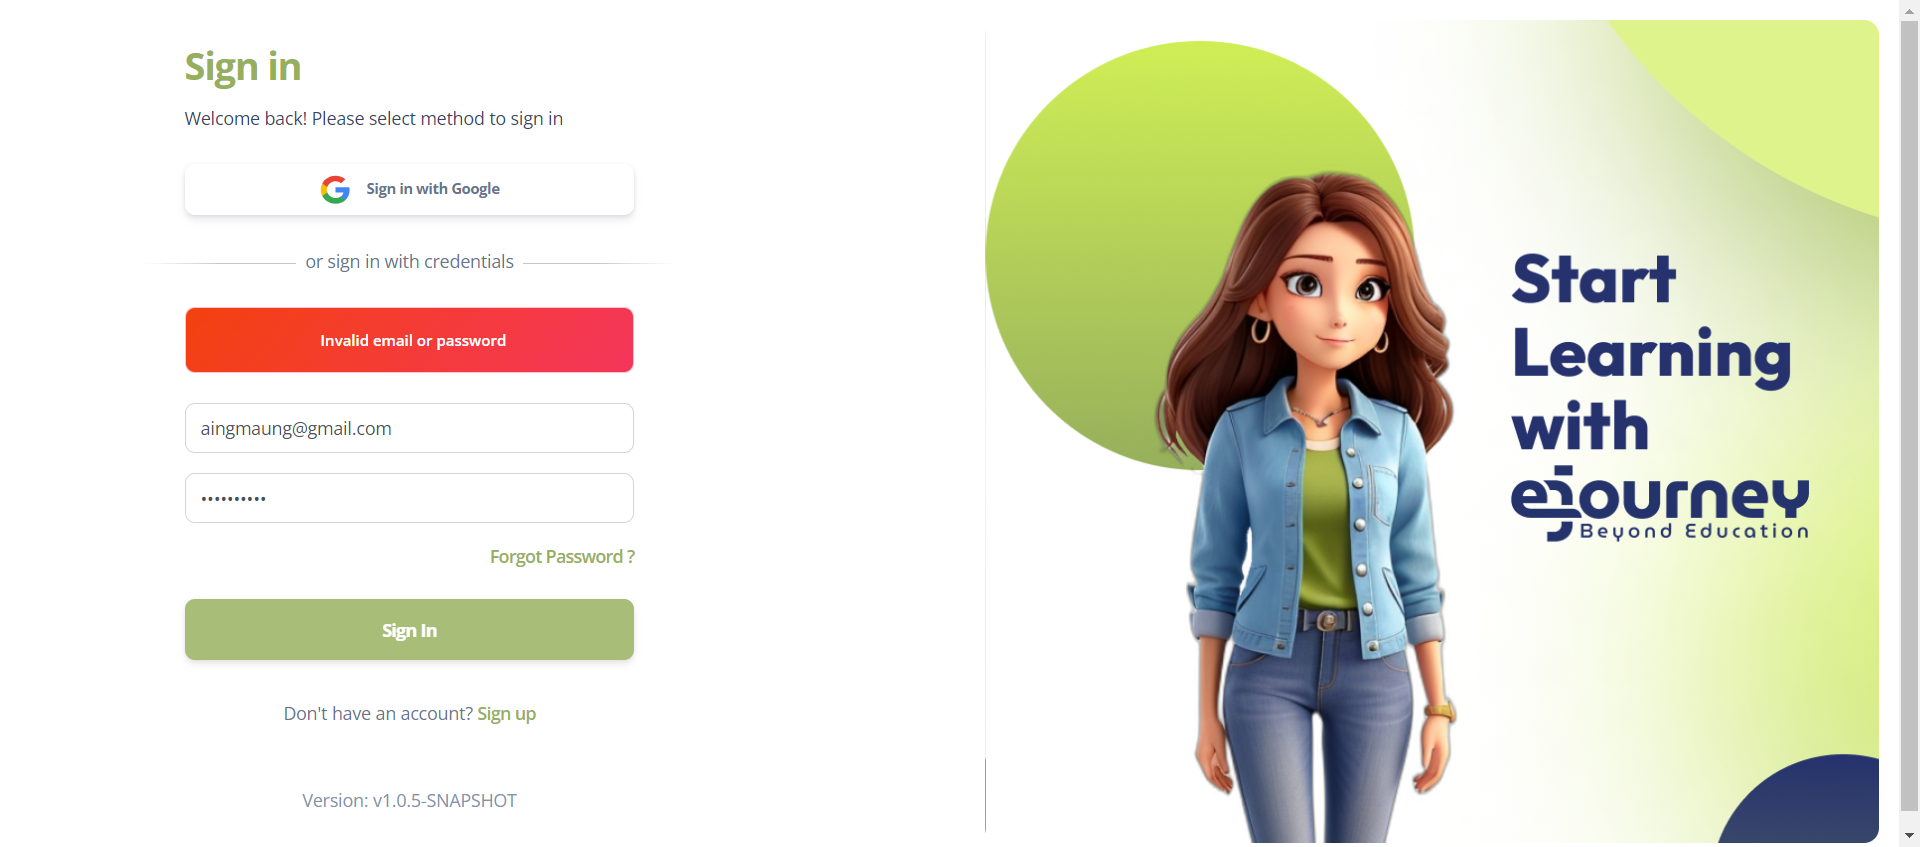 Sign in
Welcome back! Please select method to sign in
Sign in with Google
or sign in with credentials
Invalid email or password
aingmaung@gmail.com
••••••••••
Forgot Password ?
Sign In
Don't have an account? Sign up
Version: v1.0.5-SNAPSHOT
Start
Learning
with
ejourney
Beyond Education